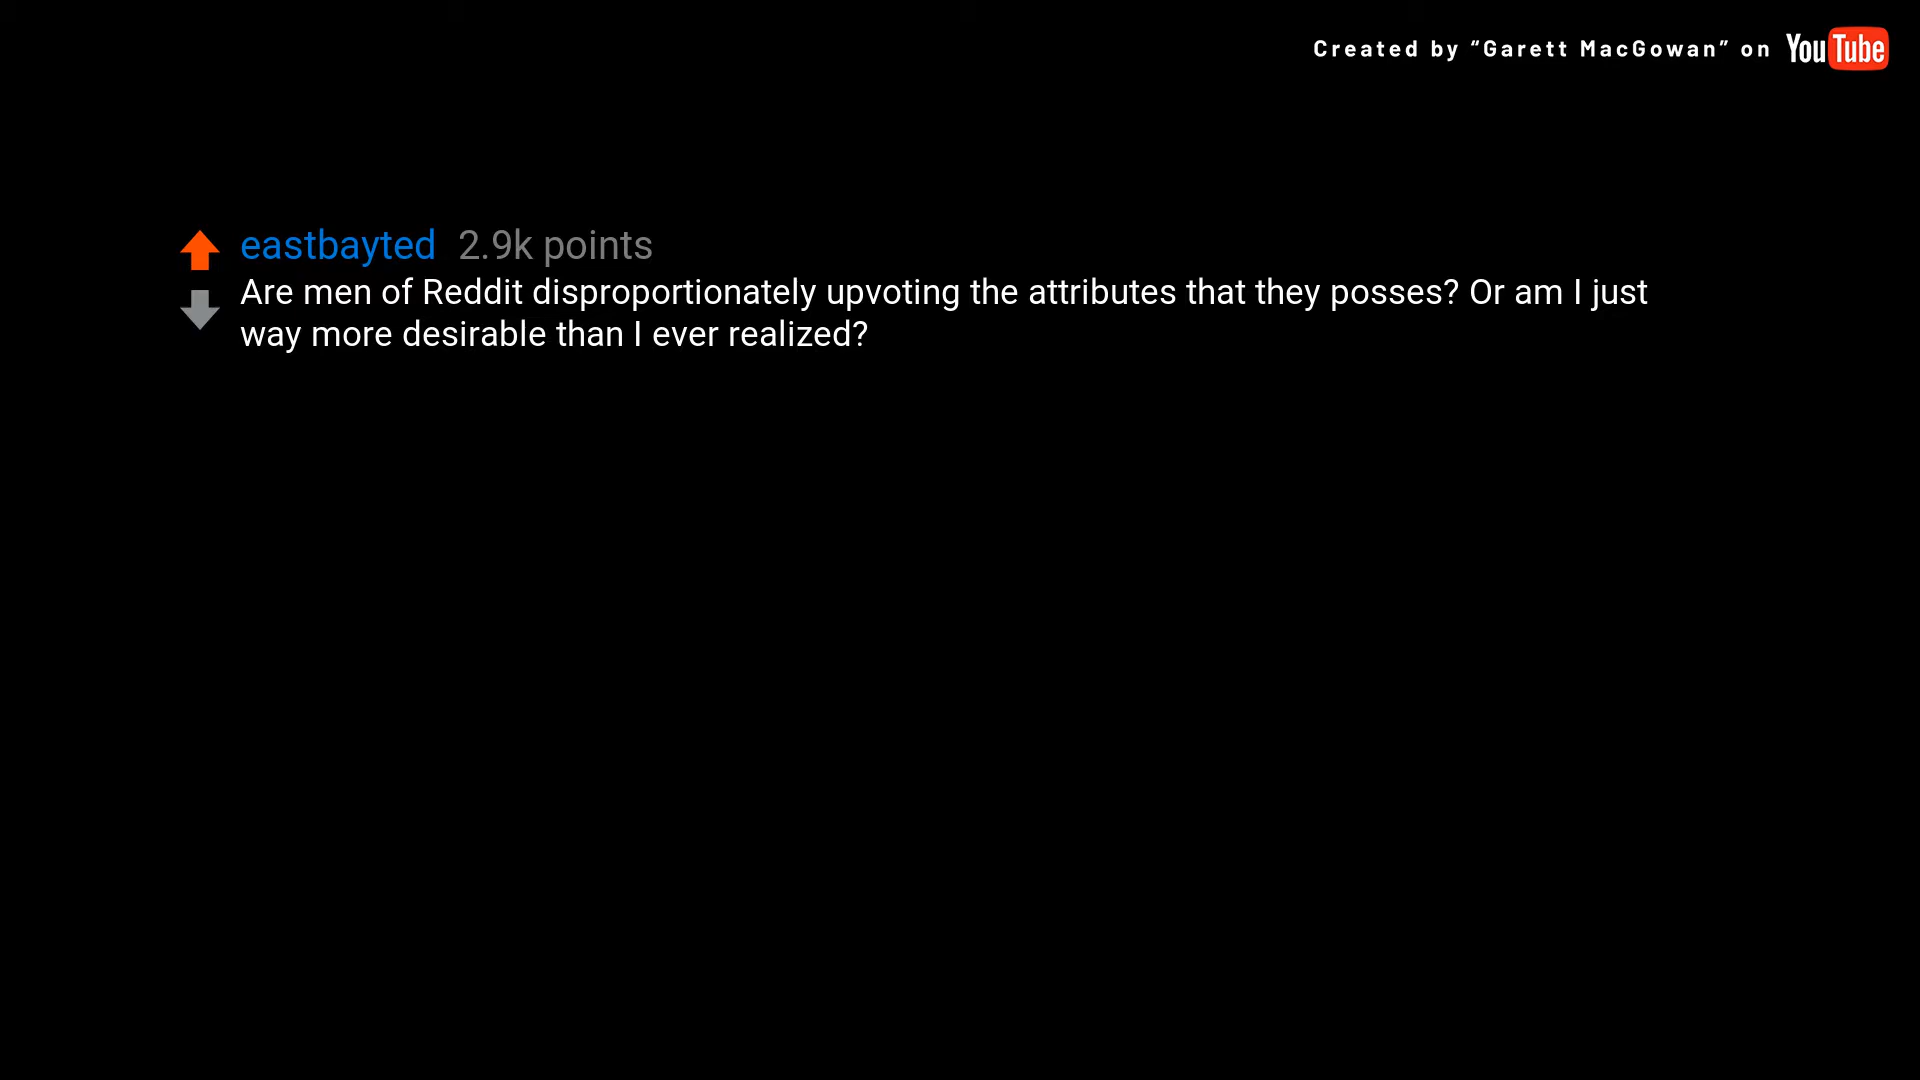 Created by “Garett MacGowan” on YouTube
eastbayted 2.9k points
Are men of Reddit disproportionately upvoting the attributes that they posses? Or am I just
way more desirable than I ever realized?